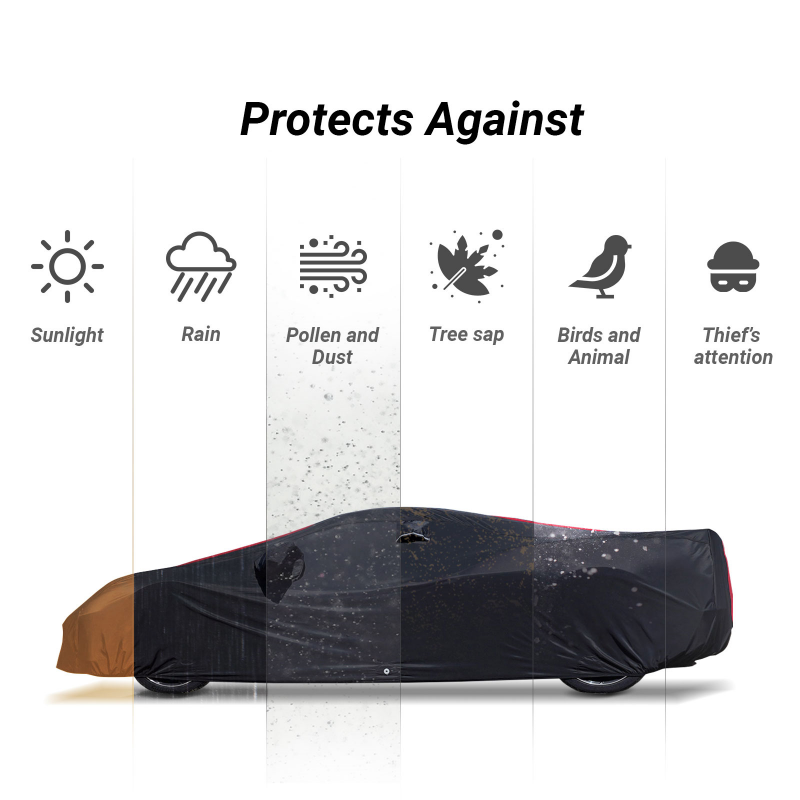 Protects Against
Sunlight
Rain
Pollen and
Dust
Tree sap
Birds and
Animal
Thief's
attention